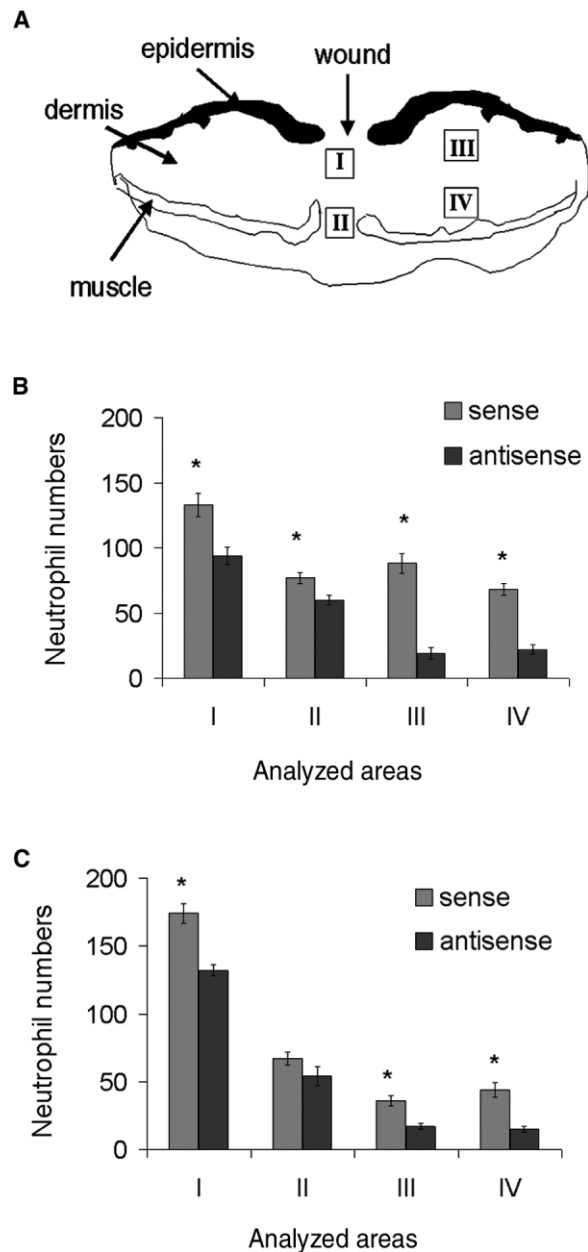 A
epidermis
wound
dermis
I
III
II
IV
muscle
B
200
150
100
50
0
Neutrophil numbers
sense
antisense
*
*
*
*
I II III IV
Analyzed areas
C
200
150
100
50
0
Neutrophil numbers
sense
antisense
*
*
*
I II III IV
Analyzed areas